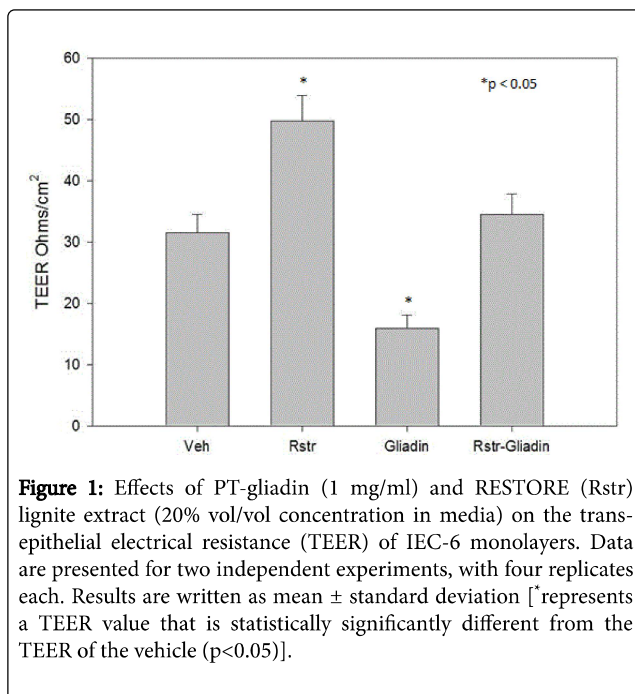 60
50
40
30
20
10
0
TEER Ohms/cm²
*
*
*p < 0.05
Veh
Rstr
Gliadin
Rstr-Gliadin
Figure 1: Effects of PT-gliadin (1 mg/ml) and RESTORE (Rstr)
lignite extract (20% vol/vol concentration in media) on the trans-
epithelial electrical resistance (TEER) of IEC-6 monolayers. Data
are presented for two independent experiments, with four replicates
each. Results are written as mean ± standard deviation [*represents
a TEER value that is statistically significantly different from the
TEER of the vehicle (p<0.05)].